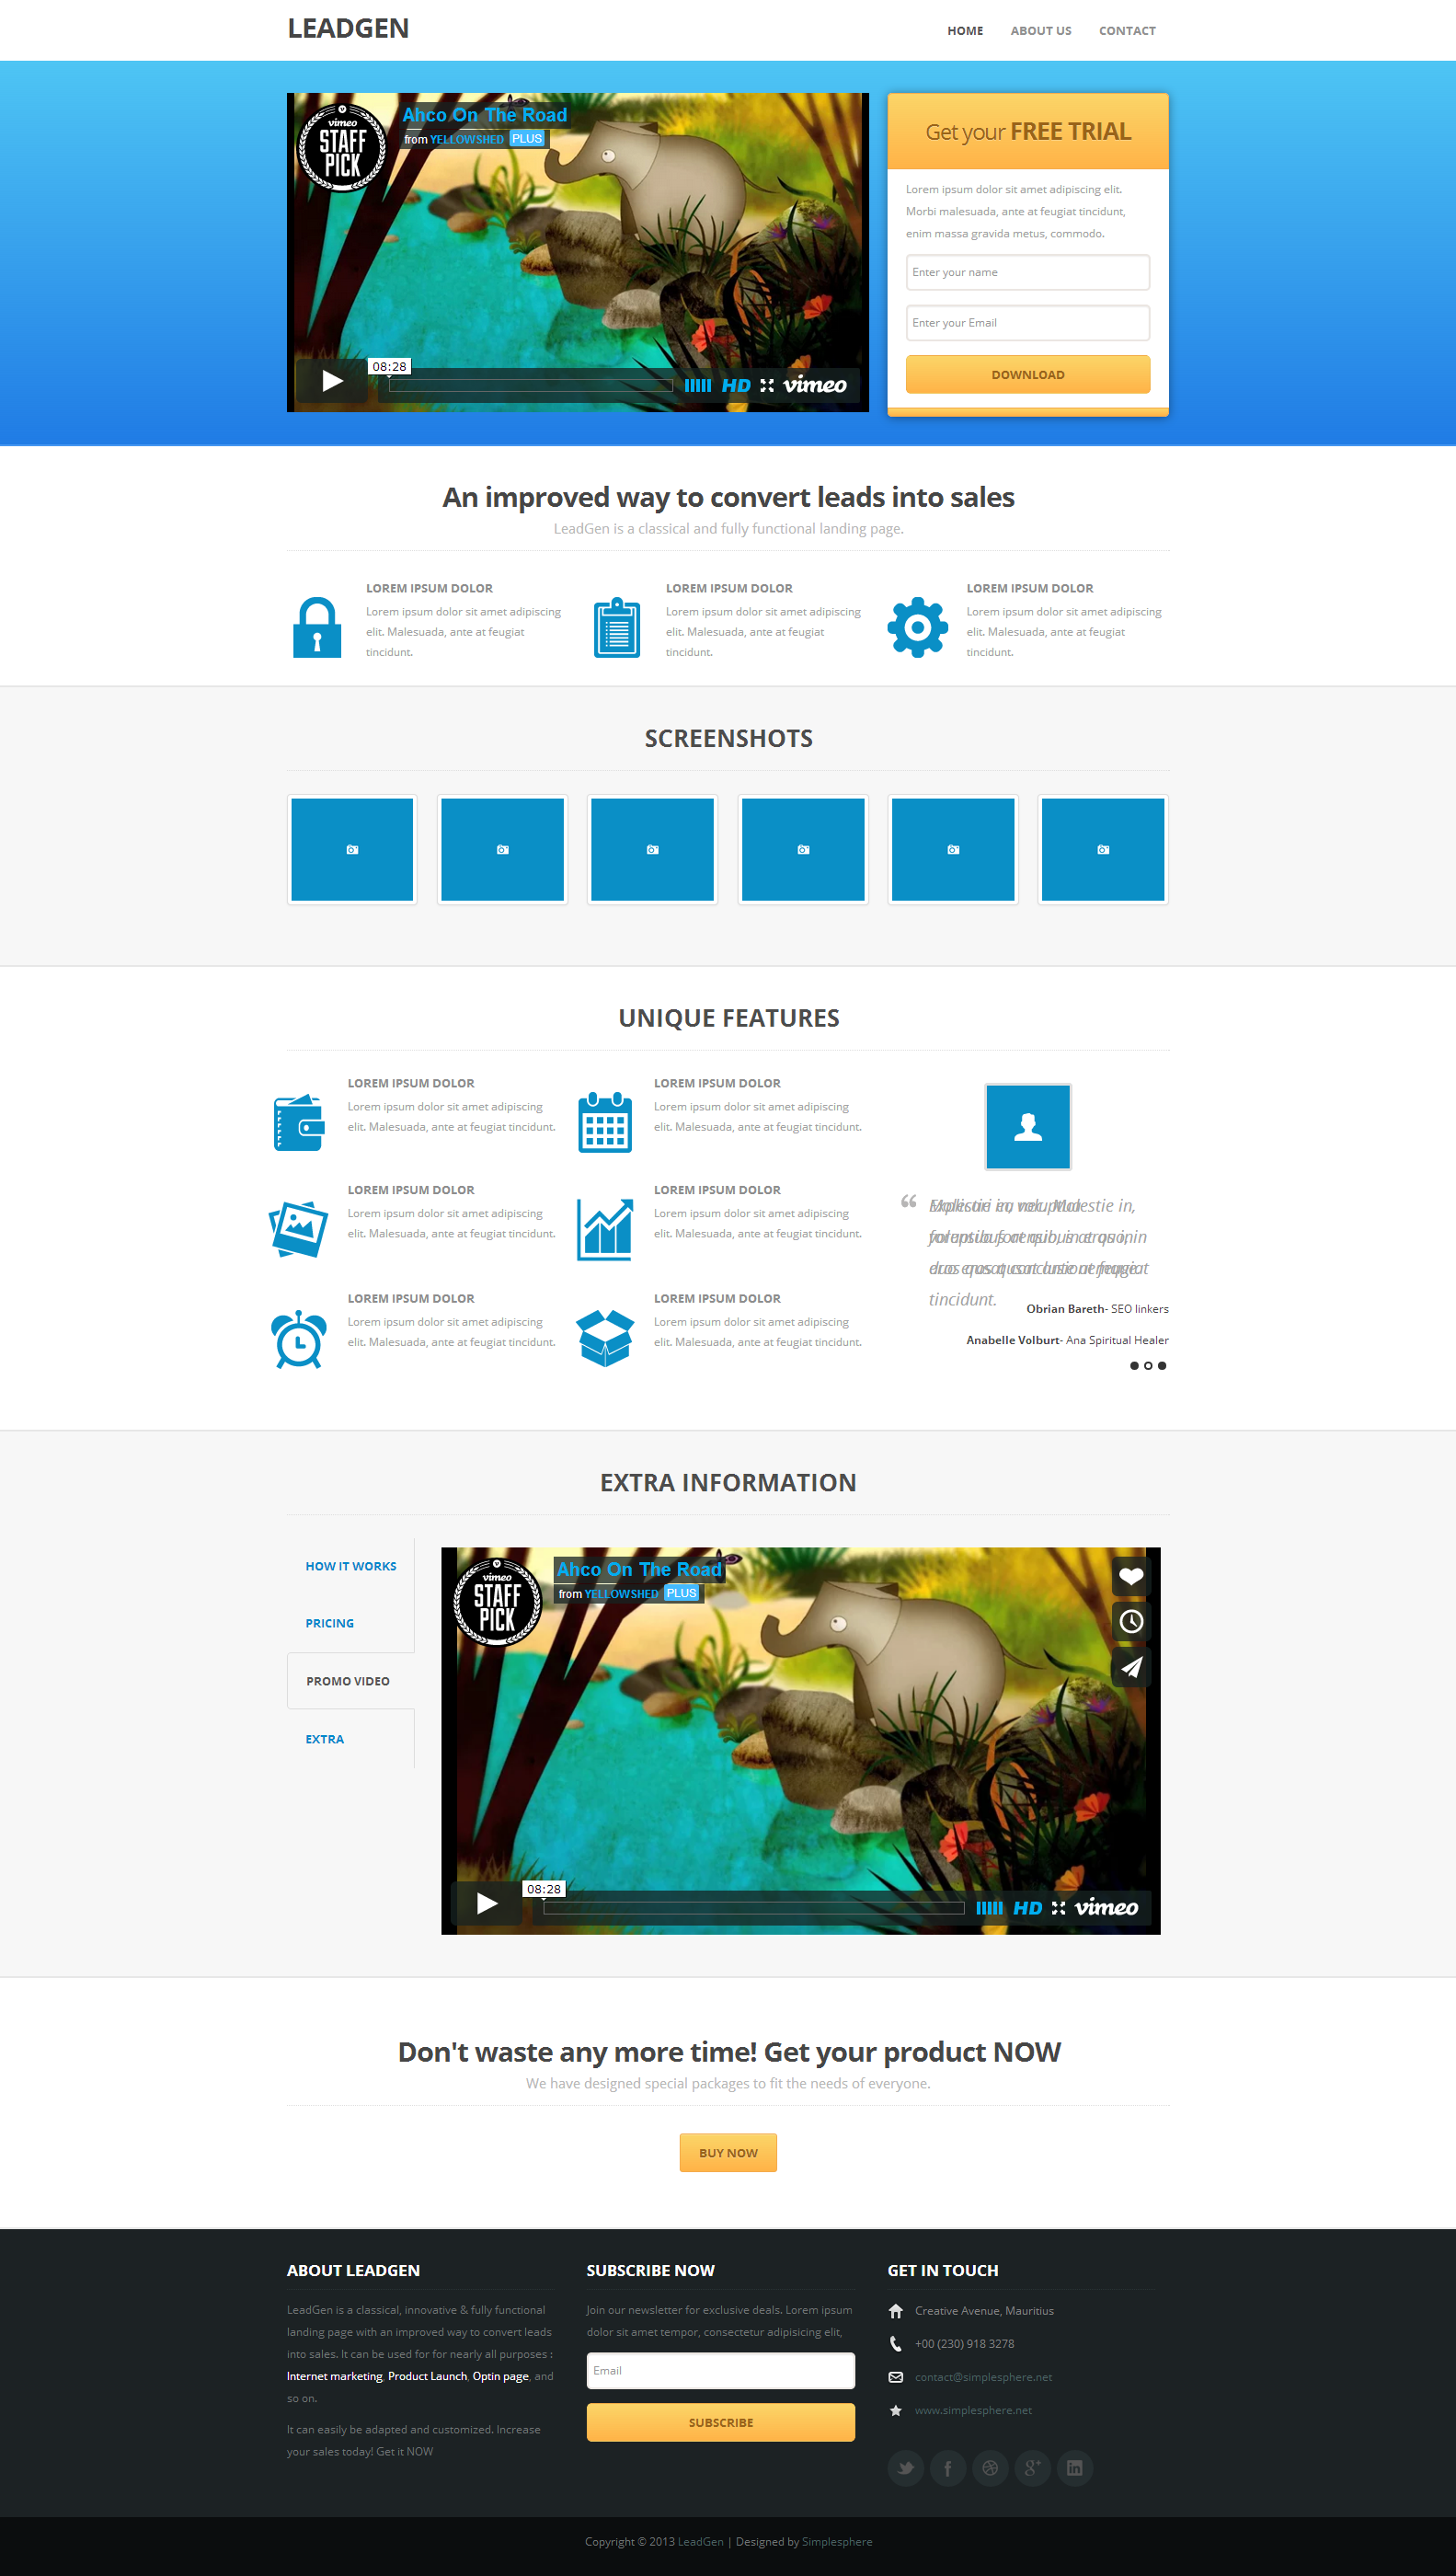 LEADGEN
HOME ABOUT US CONTACT
vimeo
STAFF
PICK
Ahco On The Road
from YELLOWSHED PLUS
08:28
HD vimeo
Get your FREE TRIAL
Lorem ipsum dolor sit amet adipiscing elit.
Morbi malesuada, ante at feugiat tincidunt,
enim massa gravida metus, commodo.
Enter your name
Enter your Email
DOWNLOAD
An improved way to convert leads into sales
LeadGen is a classical and fully functional landing page.
LOREM IPSUM DOLOR
Lorem ipsum dolor sit amet adipiscing
elit. Malesuada, ante at feugiat
tincidunt.
LOREM IPSUM DOLOR
Lorem ipsum dolor sit amet adipiscing
elit. Malesuada, ante at feugiat
tincidunt.
LOREM IPSUM DOLOR
Lorem ipsum dolor sit amet adipiscing
elit. Malesuada, ante at feugiat
tincidunt.
SCREENSHOTS
UNIQUE FEATURES
LOREM IPSUM DOLOR
Lorem ipsum dolor sit amet adipiscing
elit. Malesuada, ante at feugiat tincidunt.
LOREM IPSUM DOLOR
Lorem ipsum dolor sit amet adipiscing
elit. Malesuada, ante at feugiat tincidunt.
LOREM IPSUM DOLOR
Lorem ipsum dolor sit amet adipiscing
elit. Malesuada, ante at feugiat tincidunt.
LOREM IPSUM DOLOR
Lorem ipsum dolor sit amet adipiscing
elit. Malesuada, ante at feugiat tincidunt.
LOREM IPSUM DOLOR
Lorem ipsum dolor sit amet adipiscing
elit. Malesuada, ante at feugiat tincidunt.
LOREM IPSUM DOLOR
Lorem ipsum dolor sit amet adipiscing
elit. Malesuada, ante at feugiat tincidunt.
tincidunt.
Obrian Bareth- SEO linkers
Anabelle Volburt- Ana Spiritual Healer
EXTRA INFORMATION
HOW IT WORKS
PRICING
PROMO VIDEO
EXTRA
vimeo
STAFF
PICK
Ahco On The Road
from YELLOWSHED PLUS
08:28
HD vimeo
Don't waste any more time! Get your product NOW
We have designed special packages to fit the needs of everyone.
BUY NOW
ABOUT LEADGEN
LeadGen is a classical, innovative & fully functional
landing page with an improved way to convert leads
into sales. It can be used for for nearly all purposes :
Internet marketing, Product Launch, Optin page, and
so on.
It can easily be adapted and customized. Increase
your sales today! Get it NOW
SUBSCRIBE NOW
Join our newsletter for exclusive deals. Lorem ipsum
dolor sit amet tempor, consectetur adipisicing elit,
Email
SUBSCRIBE
GET IN TOUCH
Creative Avenue, Mauritius
+00 (230) 918 3278
contact@simplesphere.net
www.simplesphere.net
Copyright © 2013 LeadGen | Designed by Simplesphere